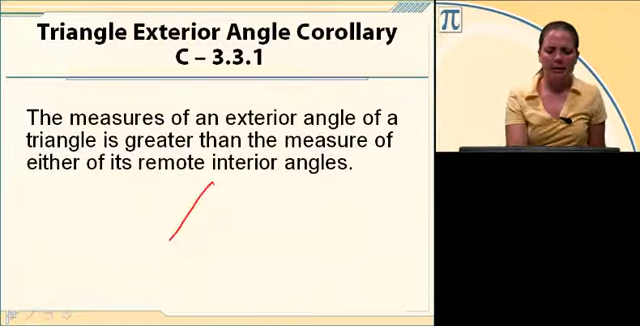 Triangle Exterior Angle Corollary
C – 3.3.1
π
The measures of an exterior angle of a
triangle is greater than the measure of
either of its remote interior angles.